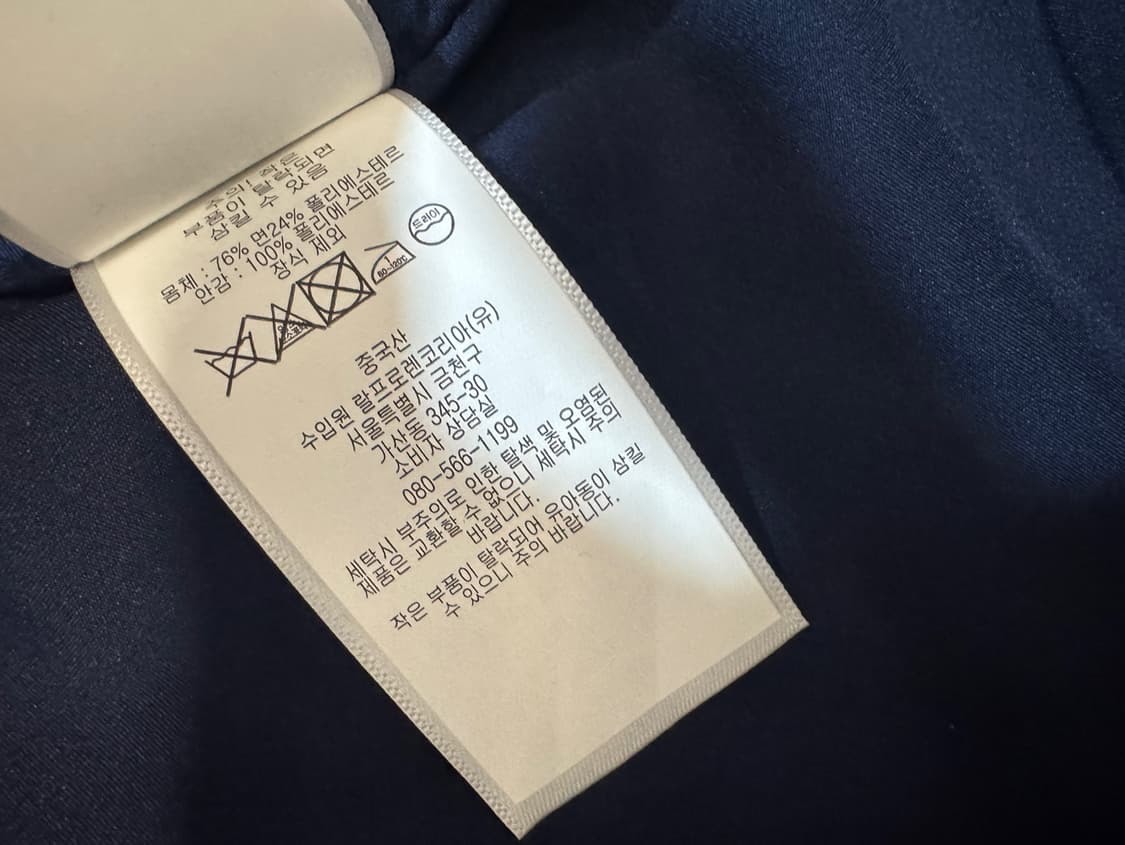 주의: 작은
부품이 탈락되면
삼킬 수 있음
몸체 : 76% 면24% 폴리에스테르
안감 : 100% 폴리에스테르
장식 제외
80~120℃
드라이
중국산
수입원 랄프로렌코리아(유)
서울특별시 금천구
가산동 345-30
소비자 상담실
080-566-1199
세탁시 부주의로 인한 탈색 및 오염된
제품은 교환할 수 없으니 세탁시 주의
바랍니다.
작은 부품이 탈락되어 유아동이 삼킬
수 있으니 주의 바랍니다.